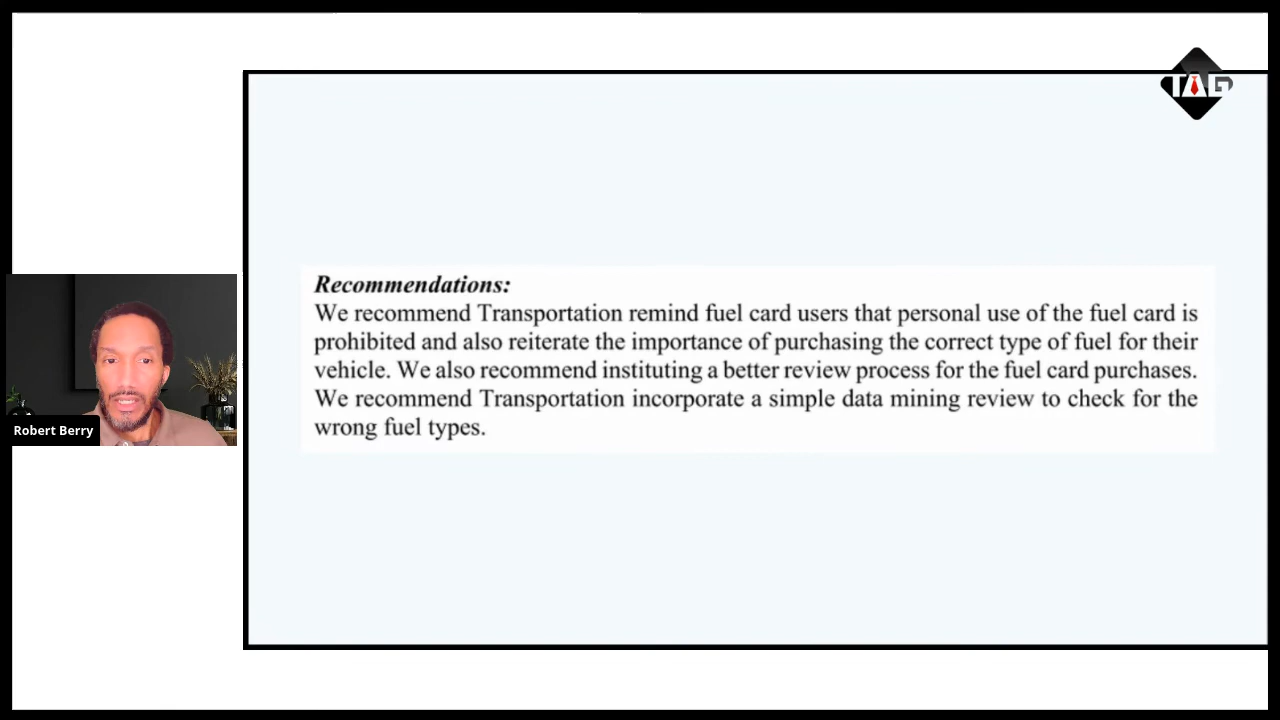 TAG
Recommendations:
We recommend Transportation remind fuel card users that personal use of the fuel card is
prohibited and also reiterate the importance of purchasing the correct type of fuel for their
vehicle. We also recommend instituting a better review process for the fuel card purchases.
We recommend Transportation incorporate a simple data mining review to check for the
wrong fuel types.
Robert Berry